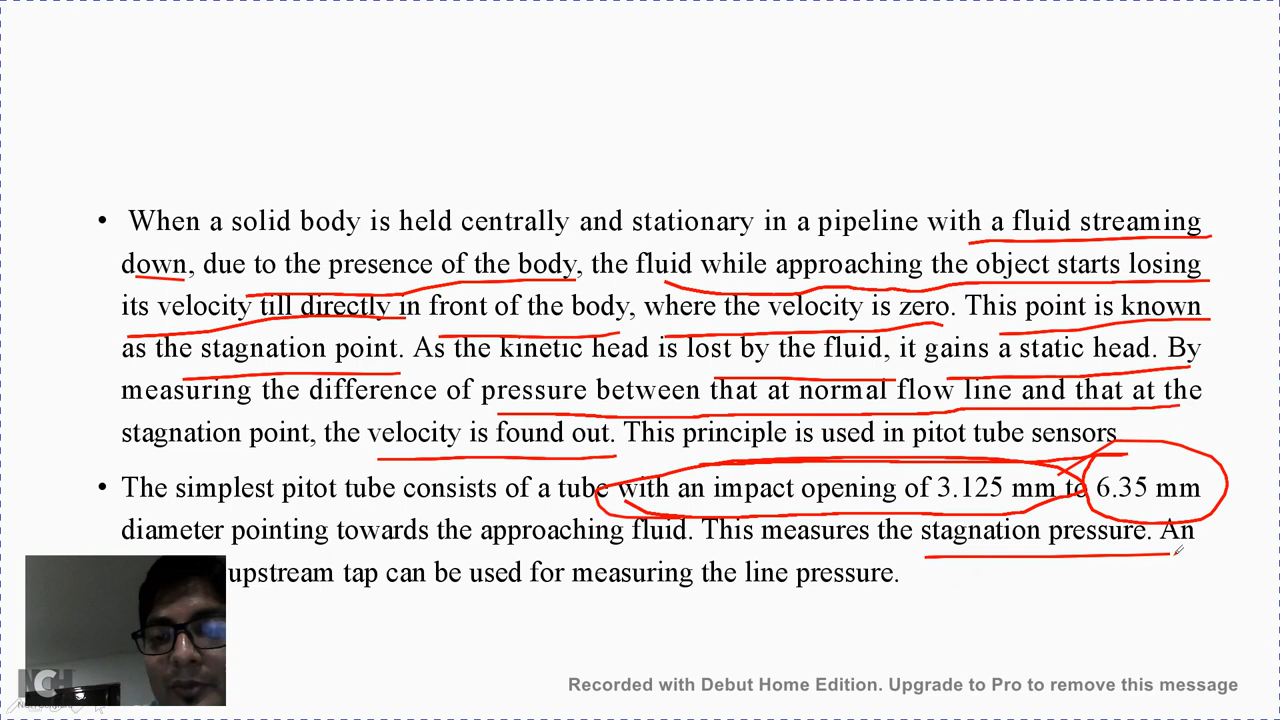 • When a solid body is held centrally and stationary in a pipeline with a fluid streaming
down, due to the presence of the body, the fluid while approaching the object starts losing
its velocity till directly in front of the body, where the velocity is zero. This point is known
as the stagnation point. As the kinetic head is lost by the fluid, it gains a static head. By
measuring the difference of pressure between that at normal flow line and that at the
stagnation point, the velocity is found out. This principle is used in pitot tube sensors
• The simplest pitot tube consists of a tube with an impact opening of 3.125 mm to 6.35 mm
diameter pointing towards the approaching fluid. This measures the stagnation pressure. An
upstream tap can be used for measuring the line pressure.
NCH
Recorded with Debut Home Edition. Upgrade to Pro to remove this message